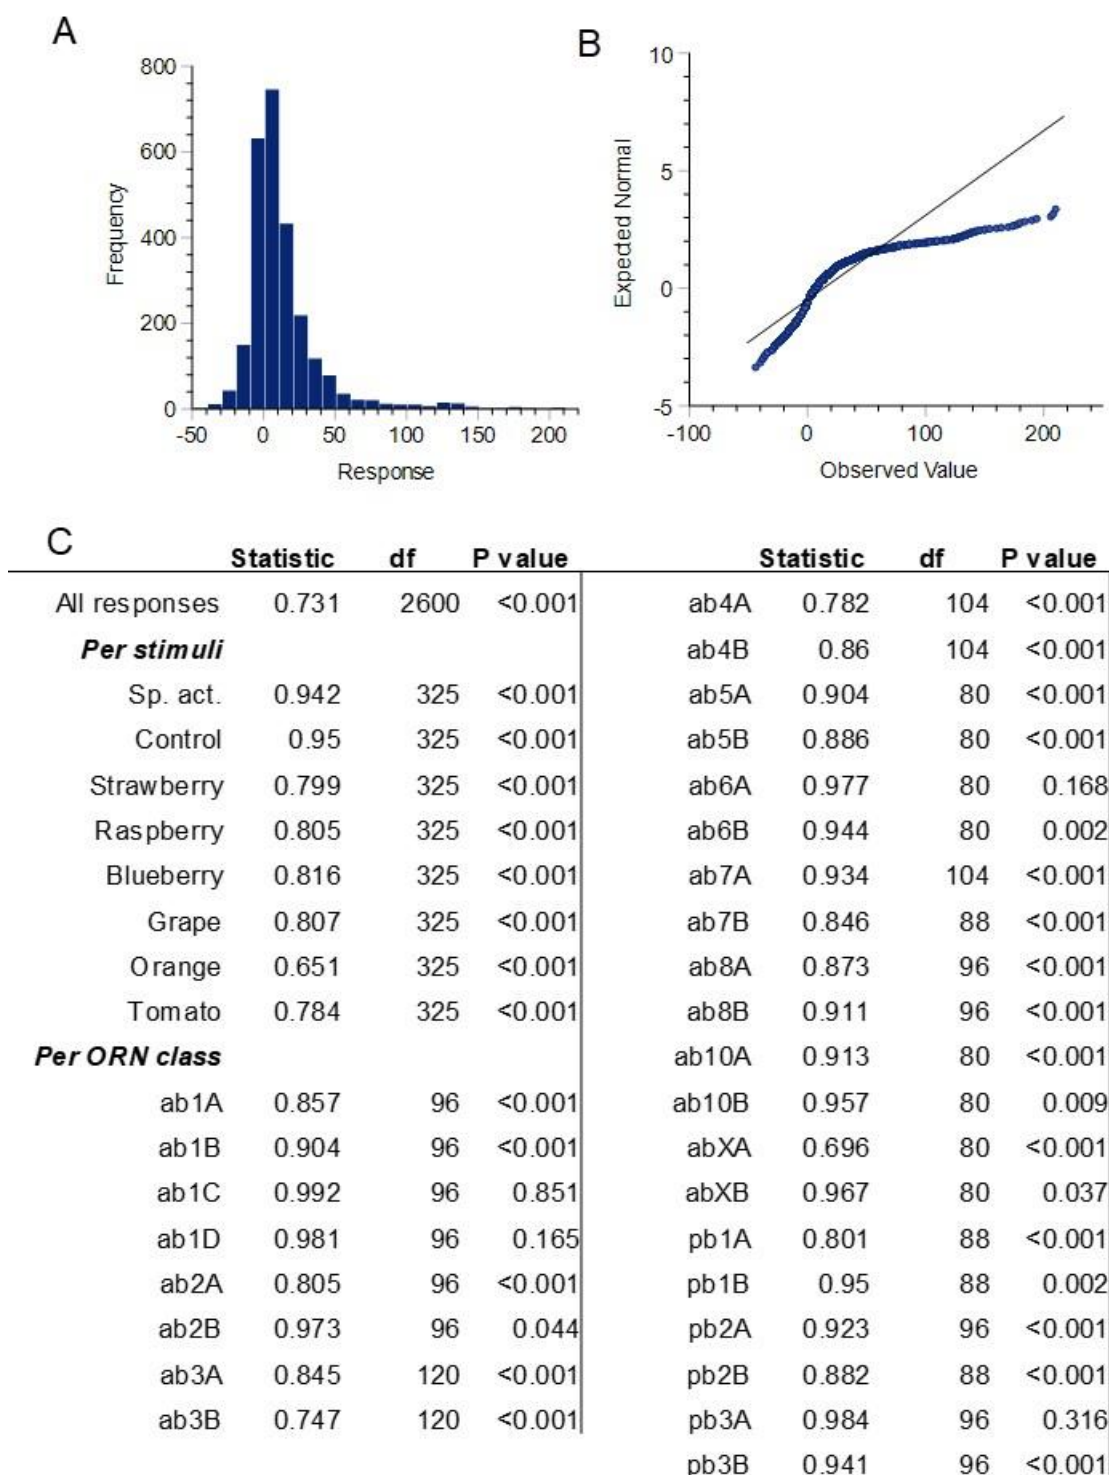 A
800
600
400
200
0
Frequency
-50 0 50 100 150 200
Response
B
10
5
0
-5
Expeded Normal
-100 0 100 200
Observed Value
C
Statistic df P value Statistic df P value
All responses 0.731 2600 <0.001 ab4A 0.782 104 <0.001
Per stimuli ab4B 0.86 104 <0.001
Sp. act. 0.942 325 <0.001 ab5A 0.904 80 <0.001
Control 0.95 325 <0.001 ab5B 0.886 80 <0.001
Strawberry 0.799 325 <0.001 ab6A 0.977 80 0.168
Raspberry 0.805 325 <0.001 ab6B 0.944 80 0.002
Blueberry 0.816 325 <0.001 ab7A 0.934 104 <0.001
Grape 0.807 325 <0.001 ab7B 0.846 88 <0.001
Orange 0.651 325 <0.001 ab8A 0.873 96 <0.001
Tomato 0.784 325 <0.001 ab8B 0.911 96 <0.001
Per ORN class ab10A 0.913 80 <0.001
ab1A 0.857 96 <0.001 ab10B 0.957 80 0.009
ab1B 0.904 96 <0.001 abXA 0.696 80 <0.001
ab1C 0.992 96 0.851 abXB 0.967 80 0.037
ab1D 0.981 96 0.165 pb1A 0.801 88 <0.001
ab2A 0.805 96 <0.001 pb1B 0.95 88 0.002
ab2B 0.973 96 0.044 pb2A 0.923 96 <0.001
ab3A 0.845 120 <0.001 pb2B 0.882 88 <0.001
ab3B 0.747 120 <0.001 pb3A 0.984 96 0.316
pb3B 0.941 96 <0.001